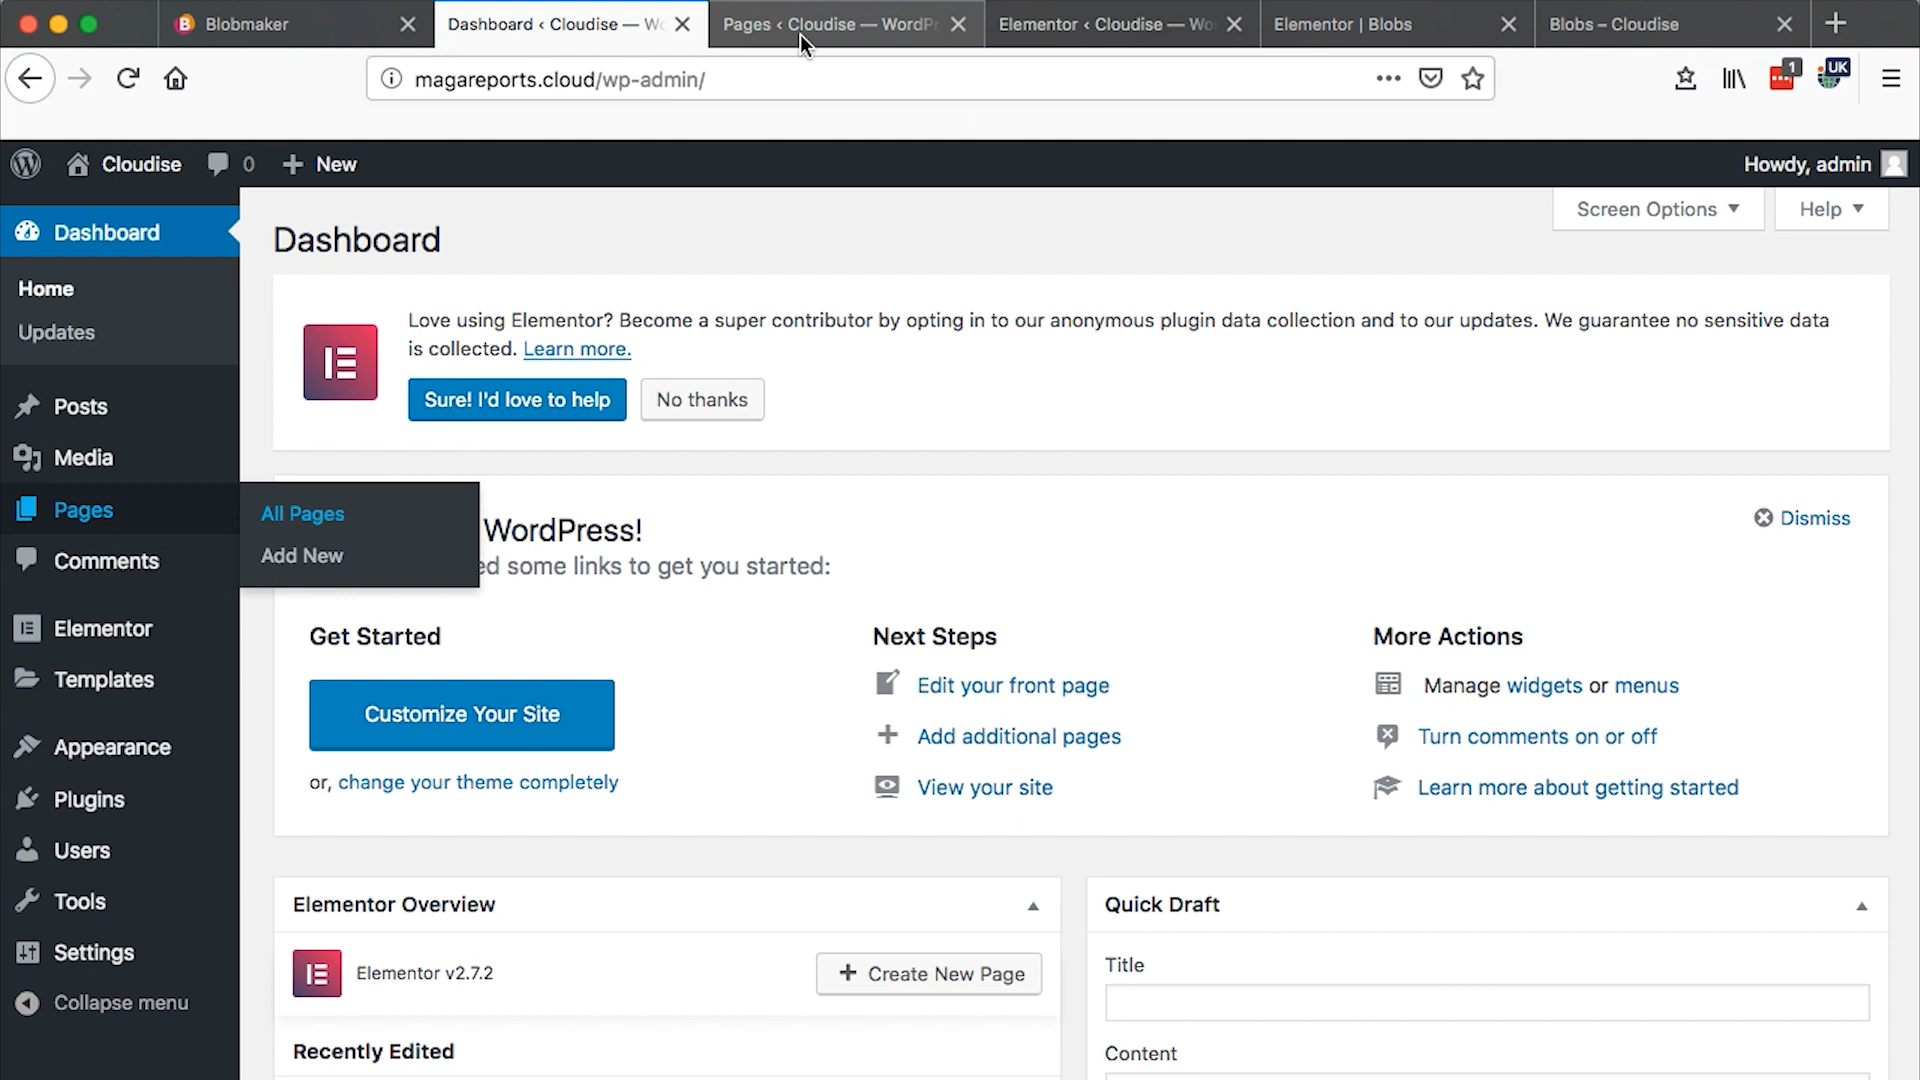 Blobmaker
Dashboard ‹ Cloudise — Wo
Pages ‹ Cloudise — WordPr
Elementor ‹ Cloudise — Wo
Elementor | Blobs
Blobs – Cloudise
magareports.cloud/wp-admin/
1
UK
Cloudise
0
New
Howdy, admin
Dashboard
Home
Updates
Posts
Media
Pages
Comments
Elementor
Templates
Appearance
Plugins
Users
Tools
Settings
Collapse menu
All Pages
Add New
Screen Options
Help
Dashboard
Love using Elementor? Become a super contributor by opting in to our anonymous plugin data collection and to our updates. We guarantee no sensitive data
is collected. Learn more.
Sure! I'd love to help
No thanks
WordPress!
ed some links to get you started:
Dismiss
Get Started
Customize Your Site
or, change your theme completely
Next Steps
Edit your front page
Add additional pages
View your site
More Actions
Manage widgets or menus
Turn comments on or off
Learn more about getting started
Elementor Overview
Elementor v2.7.2
Create New Page
Recently Edited
Quick Draft
Title
Content